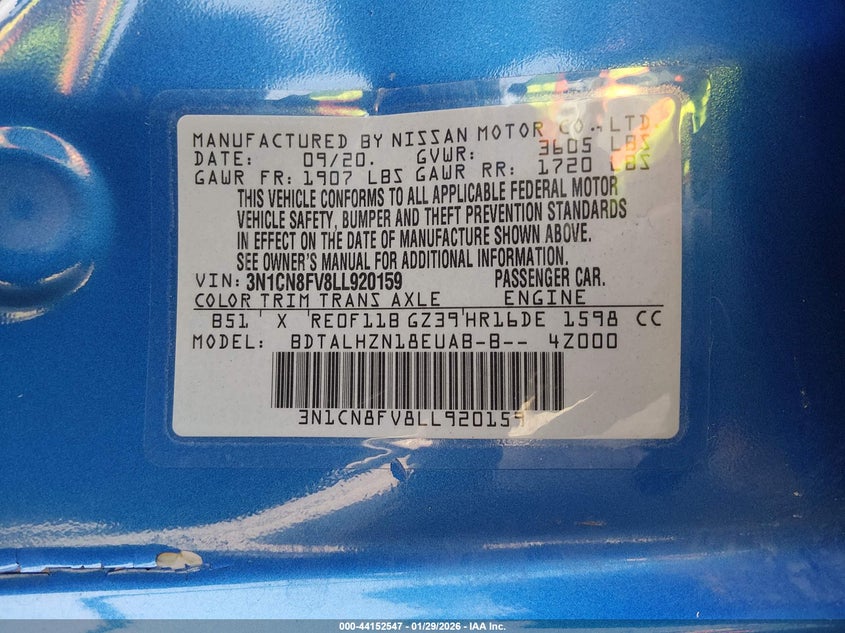 MANUFACTURED BY NISSAN MOTOR CO., LTD.
DATE: 09/20. GVWR: 3605 LBS
GAWR FR: 1907 LBS GAWR RR: 1720 LBS
THIS VEHICLE CONFORMS TO ALL APPLICABLE FEDERAL MOTOR
VEHICLE SAFETY, BUMPER AND THEFT PREVENTION STANDARDS
IN EFFECT ON THE DATE OF MANUFACTURE SHOWN ABOVE.
SEE OWNER'S MANUAL FOR ADDITIONAL INFORMATION.
VIN: 3N1CN8FV8LL920159 PASSENGER CAR.
COLOR TRIM TRANS AXLE ENGINE
B51 X RE0F11B GZ39 HR16DE 1598 CC
MODEL: BDTALHZN18EUAB-B-- 4Z000
3N1CN8FV8LL920159
000-44152547 - 01/29/2026 - IAA Inc.